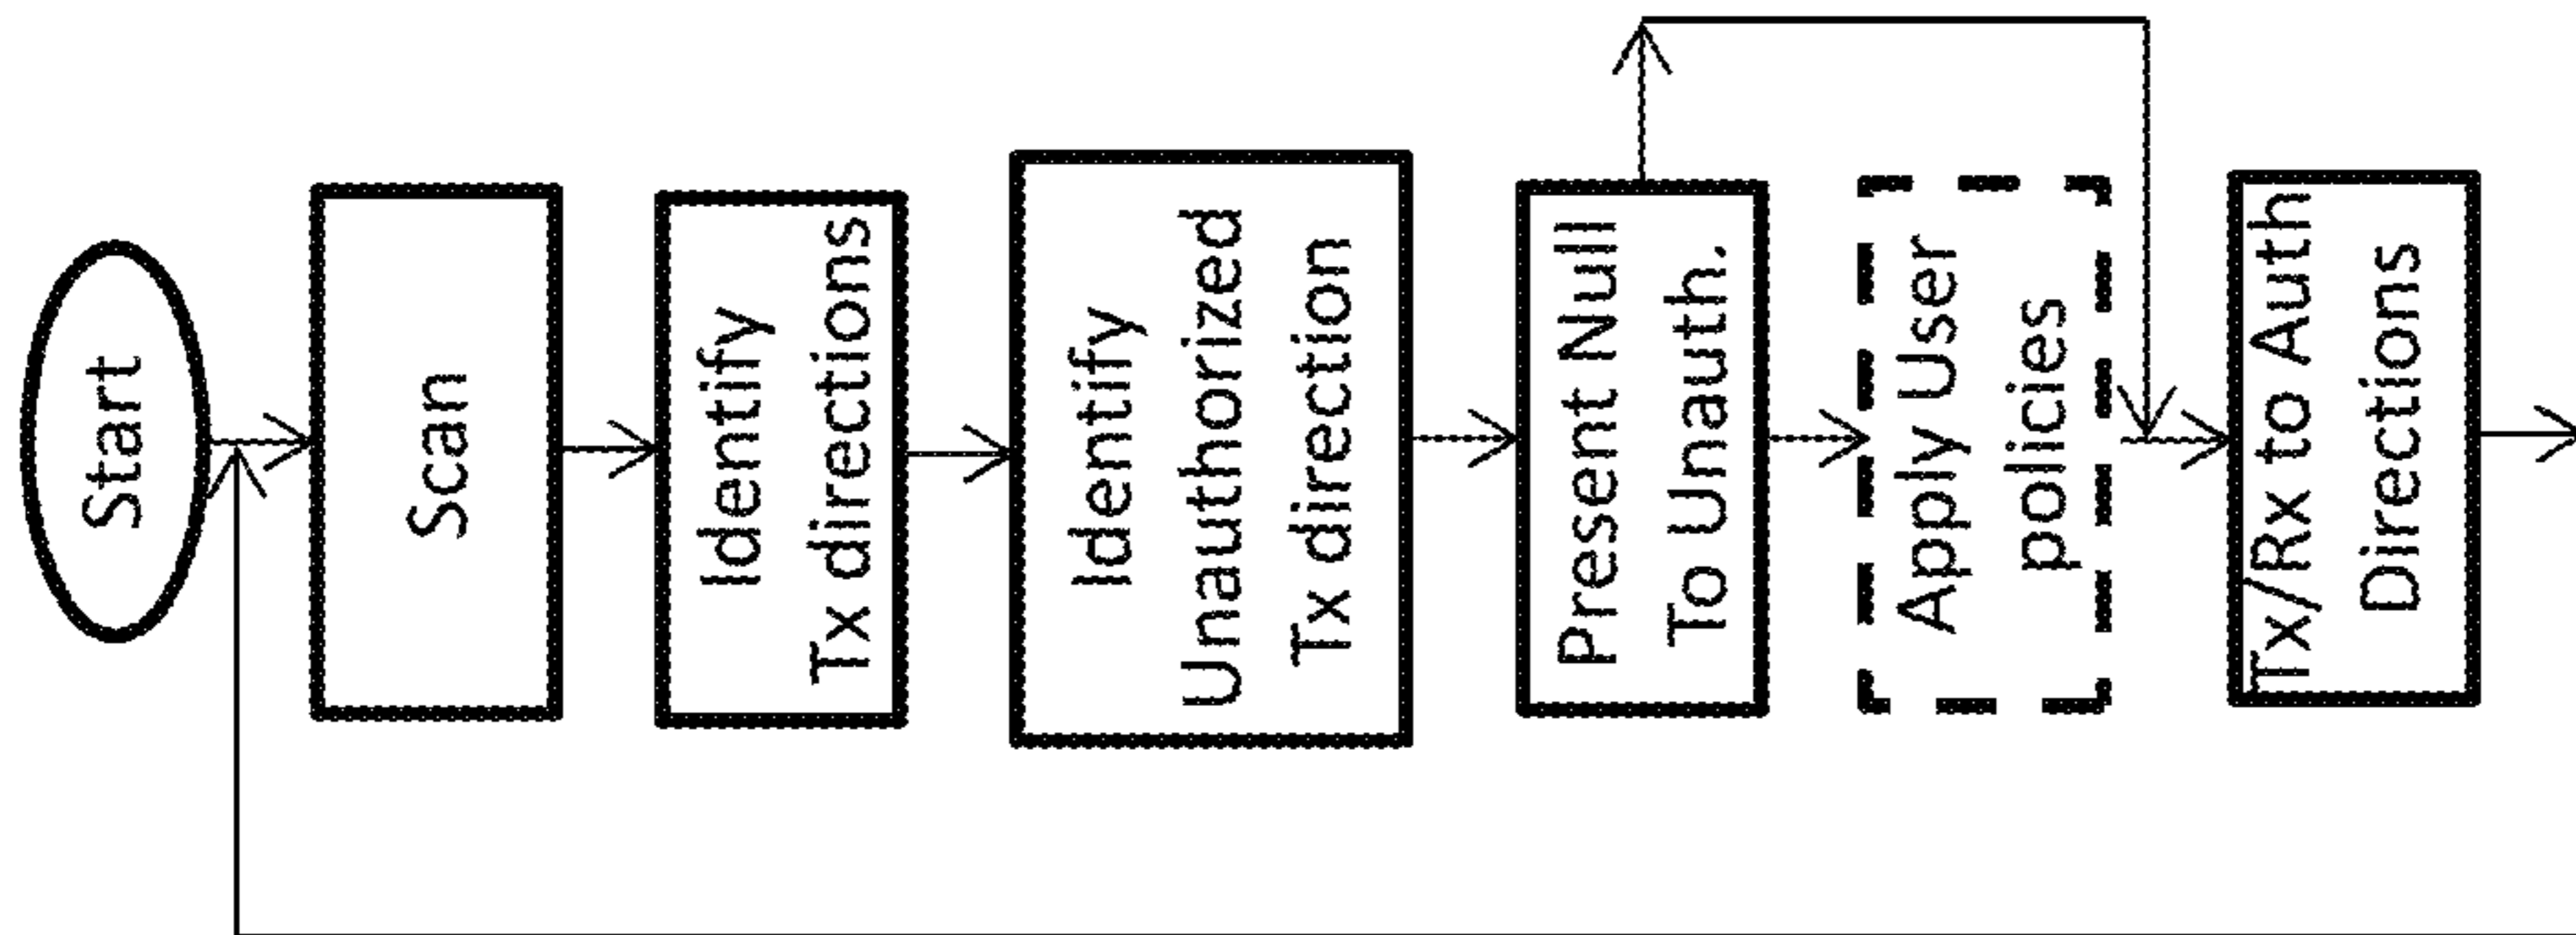 Start
Scan
Identify
Tx directions
Identify
Unauthorized
Tx direction
Present Null
To Unauth.
Apply User
policies
Tx/Rx to Auth
Directions